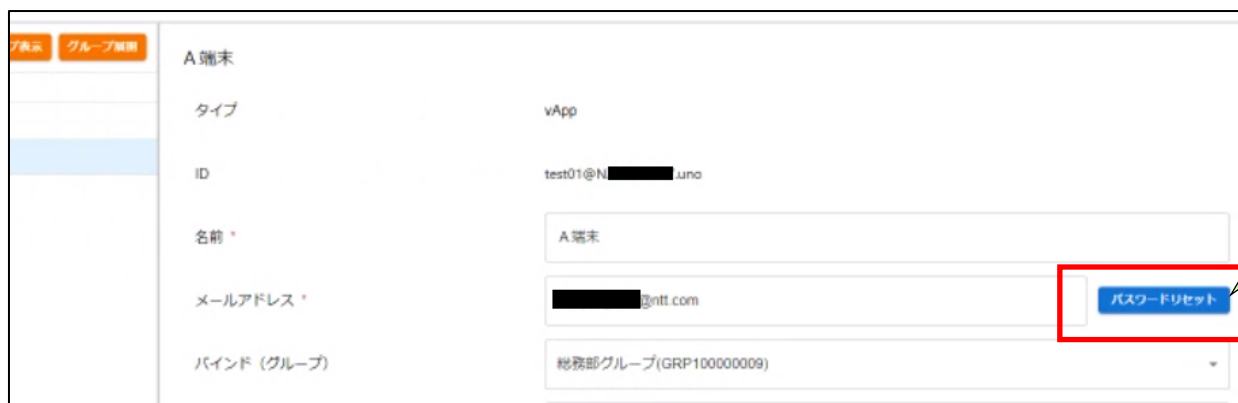 プ表示 グループ展開
A端末
タイプ vApp
ID test01@N .uno
名前 *
A端末
メールアドレス * @ntt.com パスワードリセット
バインド（グループ） 総務部グループ(GRP100000009)